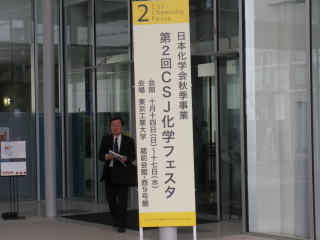 2 CSJ
Chemistry
Festa
日本化学会秋季事業
第2回CSJ化学フェスタ
会期 十月十四日(日)~十七日(水)
会場 東京工業大学 蔵前会館・西9号館